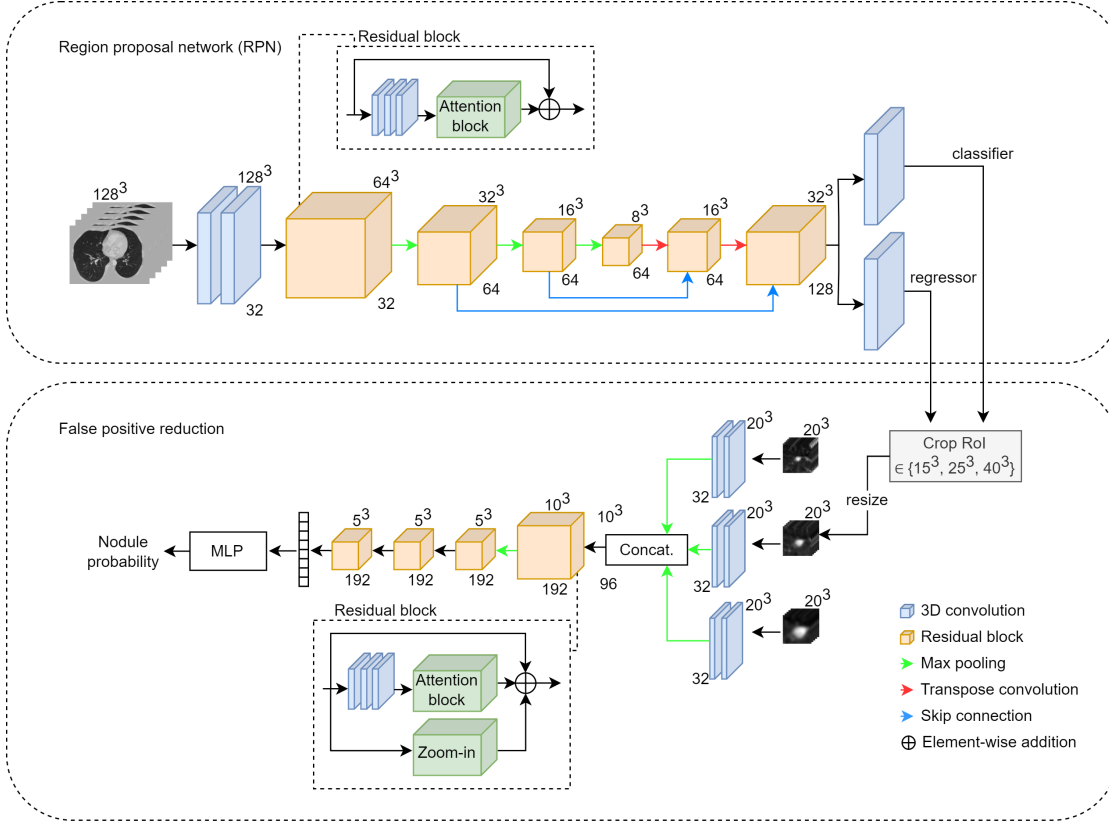 Region proposal network (RPN)
Residual block
Attention
block
classifier
128³
128³
64³
32³
16³
8³
16³
32³
32
32
64
64
64
64
128
regressor
False positive reduction
Crop RoI
∈ {15³, 25³, 40³}
resize
20³
20³
32
20³
20³
32
20³
20³
32
Concat.
10³
96
10³
192
5³
5³
5³
192
192
192
MLP
Nodule
probability
Residual block
Attention
block
Zoom-in
3D convolution
Residual block
Max pooling
Transpose convolution
Skip connection
Element-wise addition